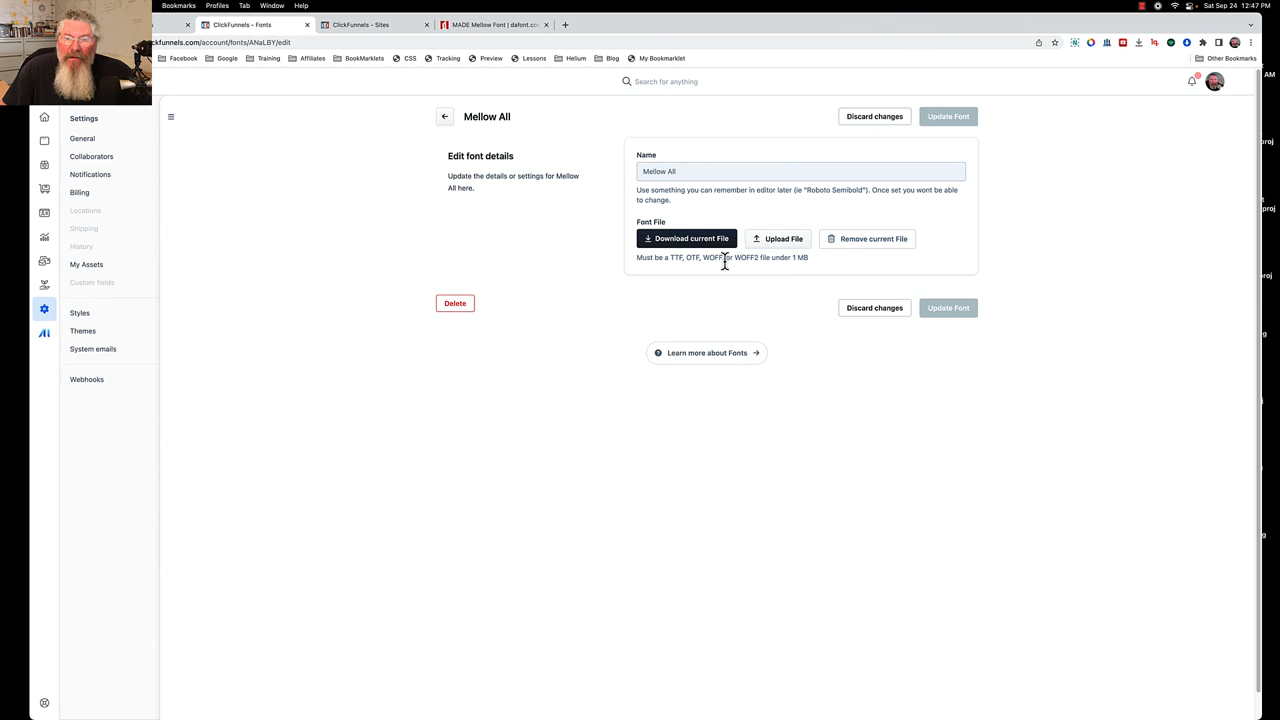 Bookmarks Profiles Tab Window Help
Sat Sep 24 12:47 PM
ClickFunnels - Fonts
ClickFunnels - Sites
MADE Mellow Font | dafont.co
ckfunnels.com/account/fonts/ANaLBY/edit
Facebook Google Training Affiliates BookMarklets CSS Tracking Preview Lessons Helium Blog My Bookmarklet Other Bookmarks
AM
Search for anything
Settings
General
Collaborators
Notifications
Billing
Locations
Shipping
History
My Assets
Custom fields
Styles
Themes
System emails
Webhooks
Mellow All
Discard changes
Update Font
Edit font details
Update the details or settings for Mellow
All here.
Name
Mellow All
Use something you can remember in editor later (ie "Roboto Semibold"). Once set you wont be able
to change.
Font File
Download current File
Upload File
Remove current File
Must be a TTF, OTF, WOFF, or WOFF2 file under 1 MB
Delete
Discard changes
Update Font
Learn more about Fonts